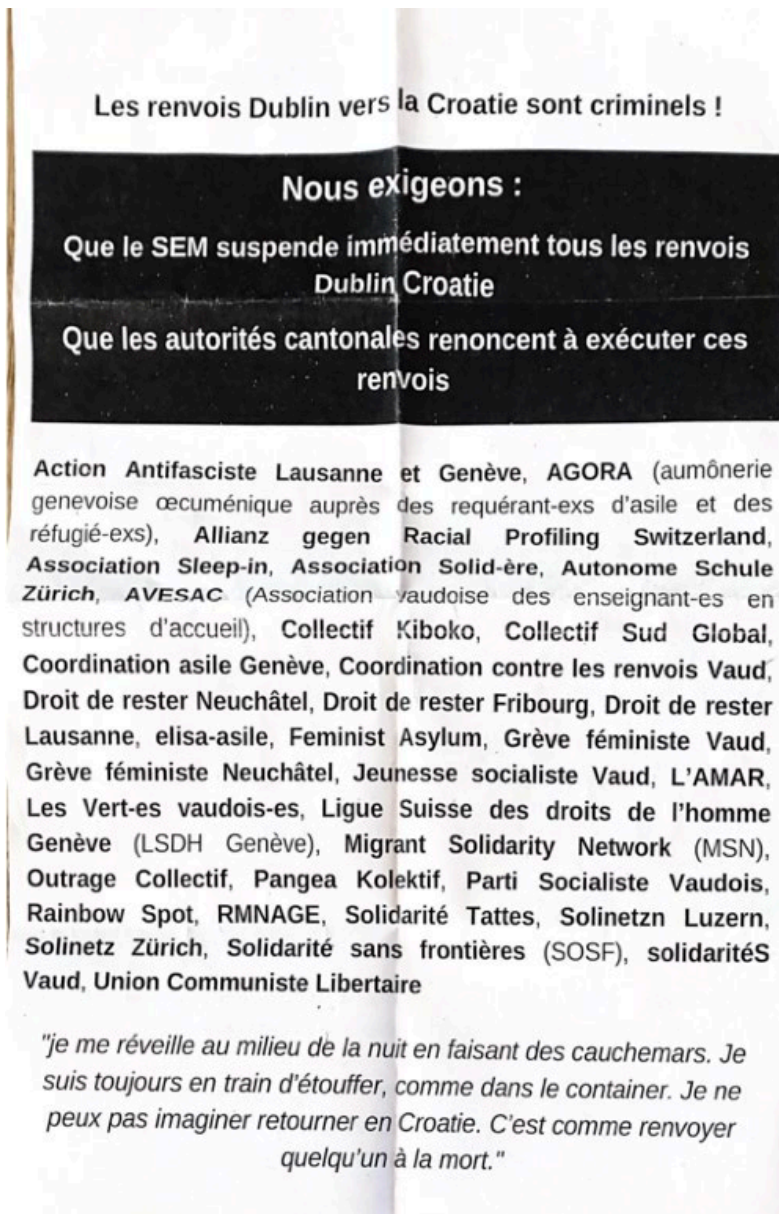 Les renvois Dublin vers la Croatie sont criminels !
Nous exigeons :
Que le SEM suspende immédiatement tous les renvois
Dublin Croatie
Que les autorités cantonales renoncent à exécuter ces
renvois
Action Antifasciste Lausanne et Genève, AGORA (aumônerie
genevoise œcuménique auprès des requérant-exs d'asile et des
réfugié-exs), Allianz gegen Racial Profiling Switzerland,
Association Sleep-in, Association Solid-ère, Autonome Schule
Zürich, AVESAC (Association vaudoise des enseignant-es en
structures d'accueil), Collectif Kiboko, Collectif Sud Global,
Coordination asile Genève, Coordination contre les renvois Vaud,
Droit de rester Neuchâtel, Droit de rester Fribourg, Droit de rester
Lausanne, elisa-asile, Feminist Asylum, Grève féministe Vaud,
Grève féministe Neuchâtel, Jeunesse socialiste Vaud, L'AMAR,
Les Vert-es vaudois-es, Ligue Suisse des droits de l'homme
Genève (LSDH Genève), Migrant Solidarity Network (MSN),
Outrage Collectif, Pangea Kolektif, Parti Socialiste Vaudois,
Rainbow Spot, RMNAGE, Solidarité Tattes, Solinetzn Luzern,
Solinetz Zürich, Solidarité sans frontières (SOSF), solidaritéS
Vaud, Union Communiste Libertaire
"je me réveille au milieu de la nuit en faisant des cauchemars. Je
suis toujours en train d'étouffer, comme dans le container. Je ne
peux pas imaginer retourner en Croatie. C'est comme renvoyer
quelqu'un à la mort."